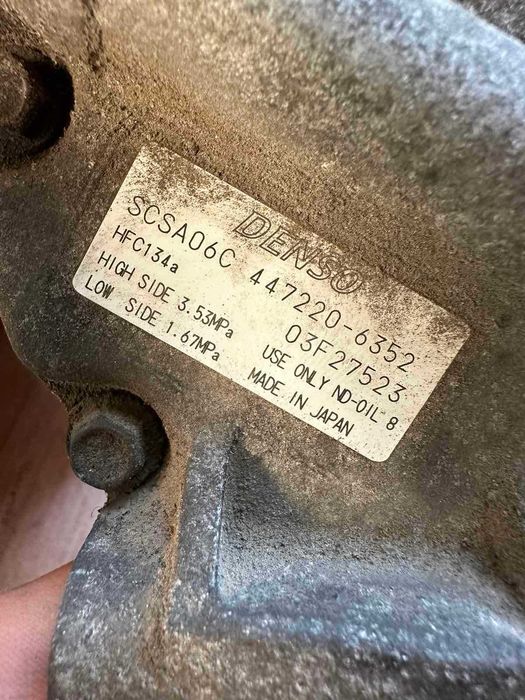 DENSO
SCSA06C 447220-6352
HFC134a 03F27523
HIGH SIDE 3.53MPa USE ONLY ND-OIL 8
LOW SIDE 1.67MPa MADE IN JAPAN